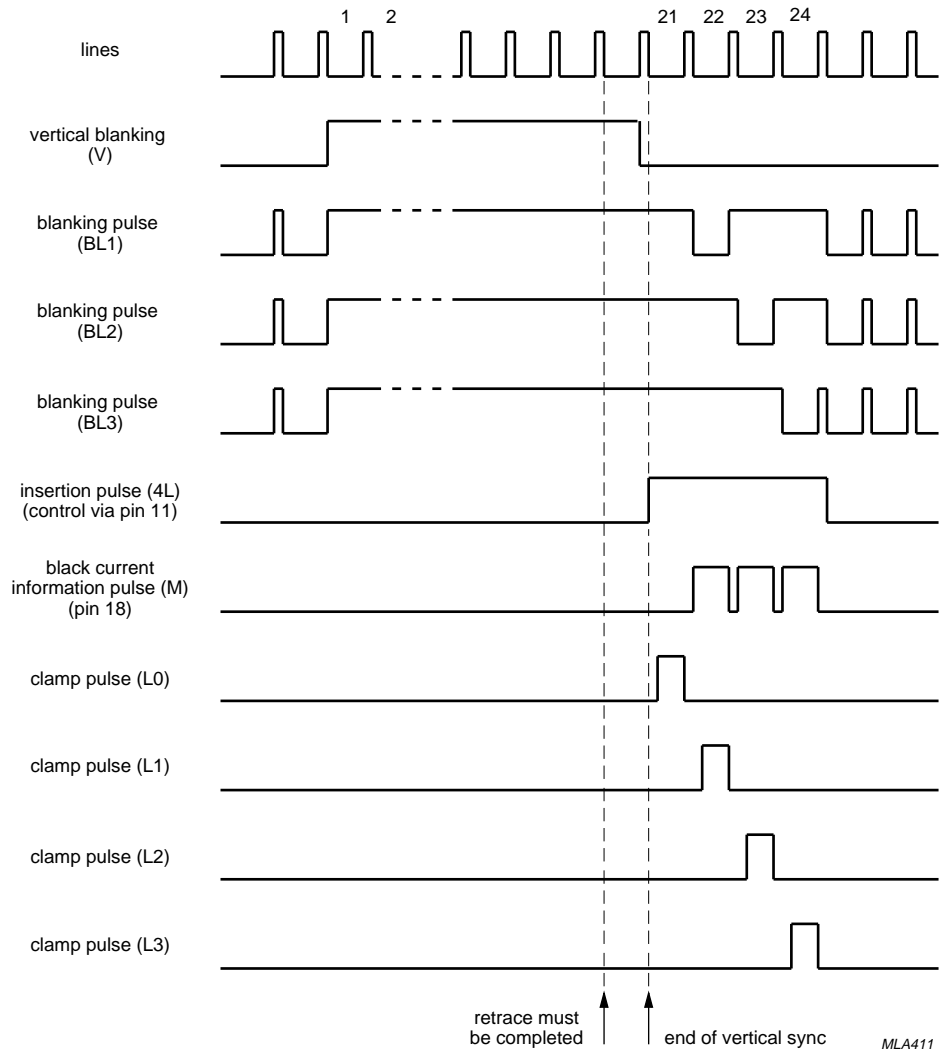 1 2 21 22 23 24
lines
vertical blanking
(V)
blanking pulse
(BL1)
blanking pulse
(BL2)
blanking pulse
(BL3)
insertion pulse (4L)
(control via pin 11)
black current
information pulse (M)
(pin 18)
clamp pulse (L0)
clamp pulse (L1)
clamp pulse (L2)
clamp pulse (L3)
retrace must
be completed
end of vertical sync
MLA411